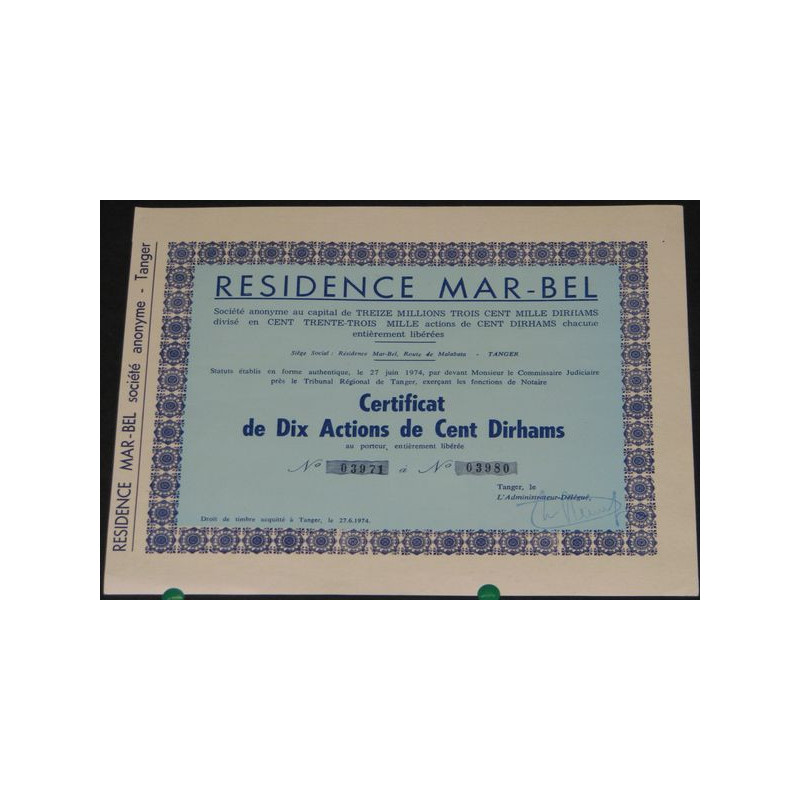 RESIDENCE MAR-BEL société anonyme - Tanger
RESIDENCE MAR-BEL
Société anonyme au capital de TREIZE MILLIONS TROIS CENT MILLE DIRHAMS
divisé en CENT TRENTE-TROIS MILLE actions de CENT DIRHAMS chacune
entièrement libérées
Siège Social : Résidence Mar-Bel, Route de Malabata - TANGER
Statuts établis en forme authentique, le 27 juin 1974, par devant Monsieur le Commissaire Judiciaire
près le Tribunal Régional de Tanger, exerçant les fonctions de Notaire
Certificat
de Dix Actions de Cent Dirhams
au porteur, entièrement libérée
No 03971 à No 03980
Tanger, le
L'Administrateur-Délégué,
Droit de timbre acquitté à Tanger, le 27.6.1974.